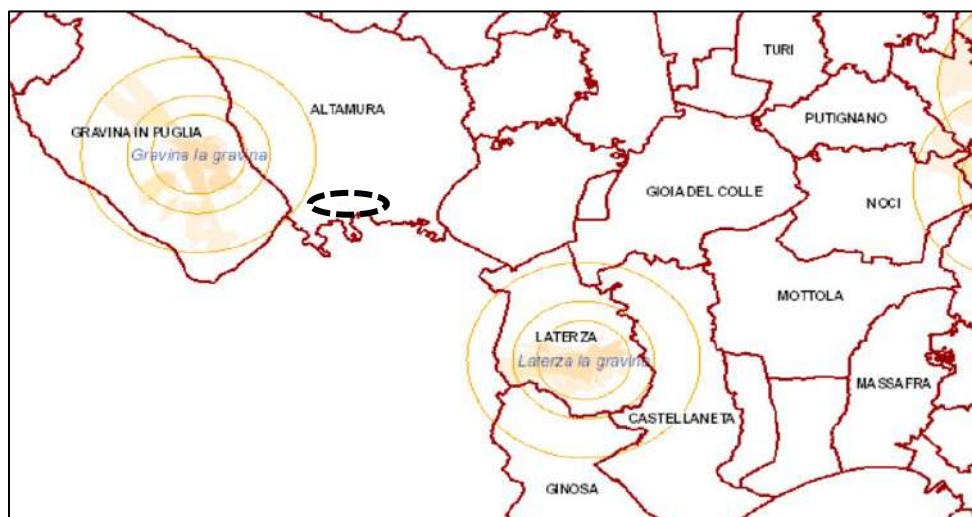 TURI
ALTAMURA
PUTIGNANO
GRAVINA IN PUGLIA
Gravina la gravina
GIOIA DEL COLLE
NOCI
MOTTOLA
LATERZA
Laterza la gravina
MASSAFRA
CASTELLANETA
GINOSA